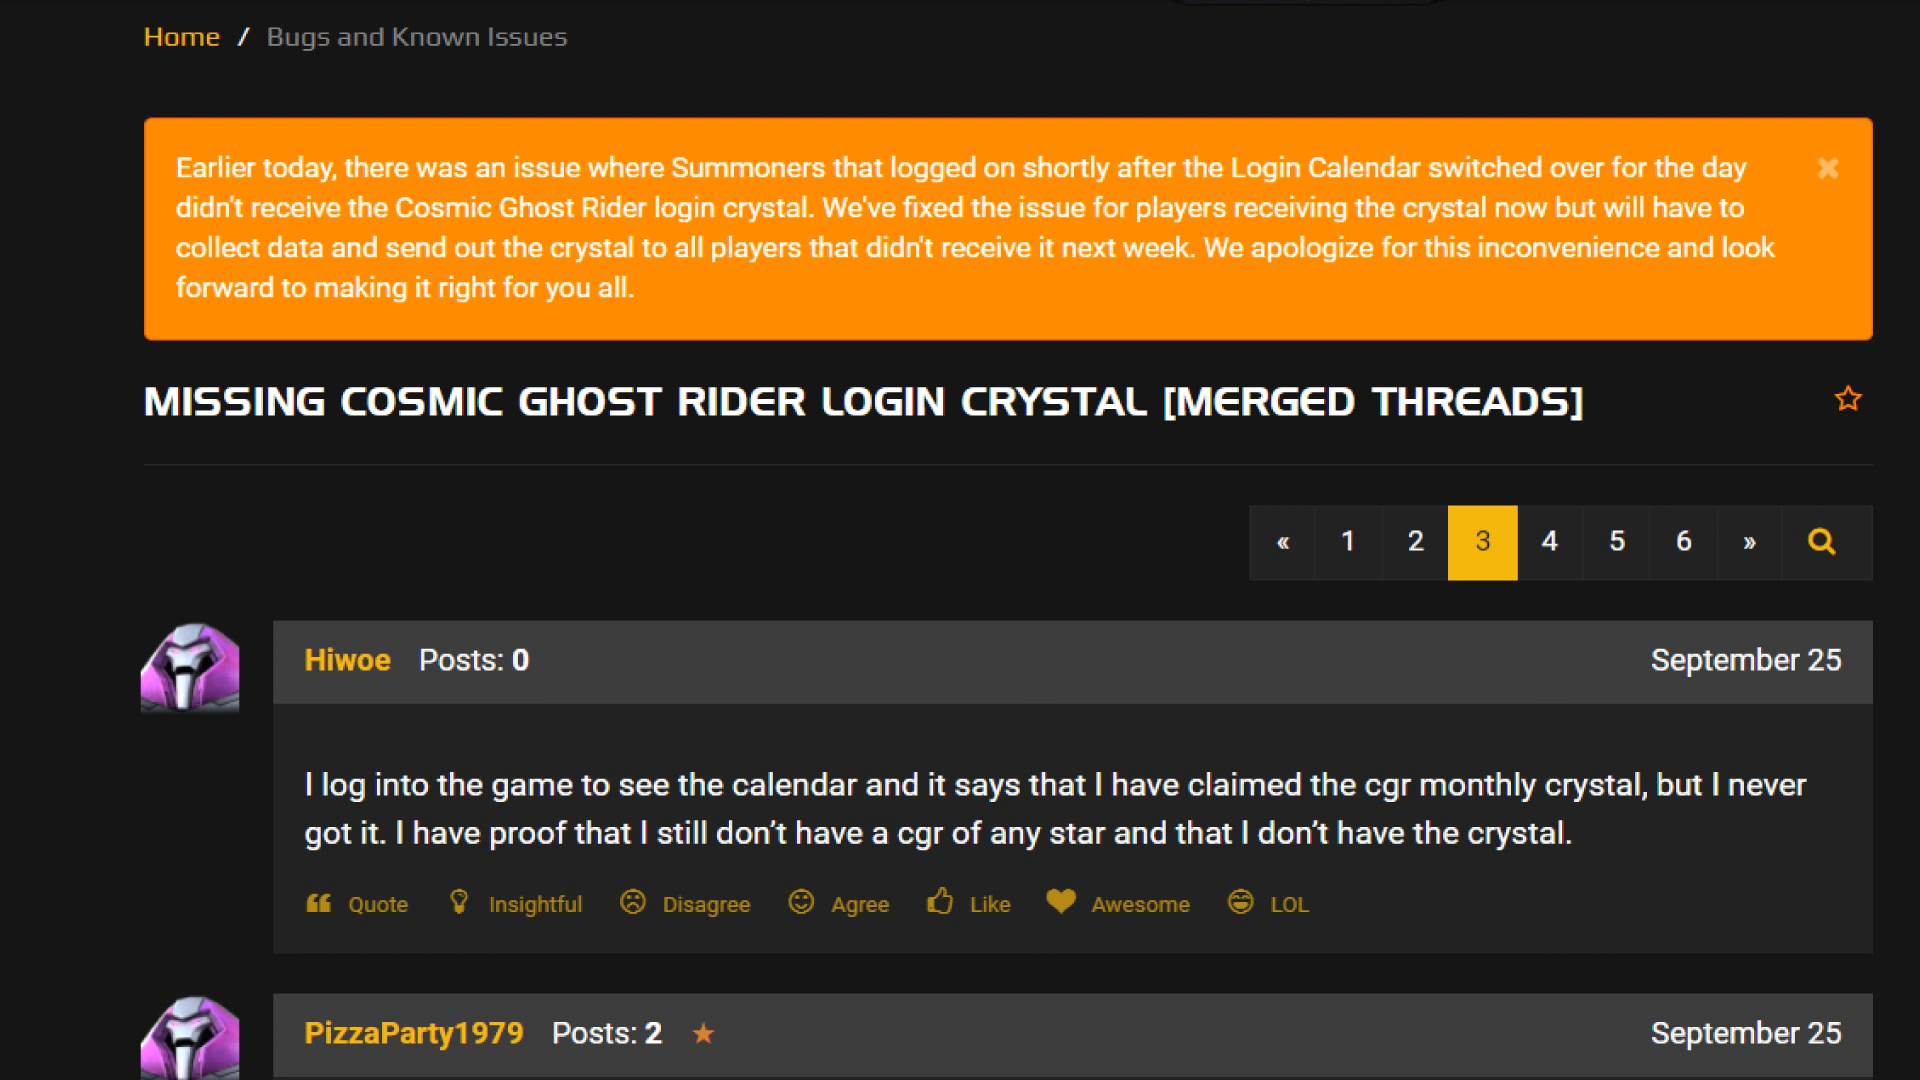 Home / Bugs and Known Issues
Earlier today, there was an issue where Summoners that logged on shortly after the Login Calendar switched over for the day
didn't receive the Cosmic Ghost Rider login crystal. We've fixed the issue for players receiving the crystal now but will have to
collect data and send out the crystal to all players that didn't receive it next week. We apologize for this inconvenience and look
forward to making it right for you all.
MISSING COSMIC GHOST RIDER LOGIN CRYSTAL [MERGED THREADS]
« 1 2 3 4 5 6 »
Hiwoe Posts: 0 September 25
I log into the game to see the calendar and it says that I have claimed the cgr monthly crystal, but I never
got it. I have proof that I still don’t have a cgr of any star and that I don’t have the crystal.
Quote Insightful Disagree Agree Like Awesome LOL
PizzaParty1979 Posts: 2 September 25